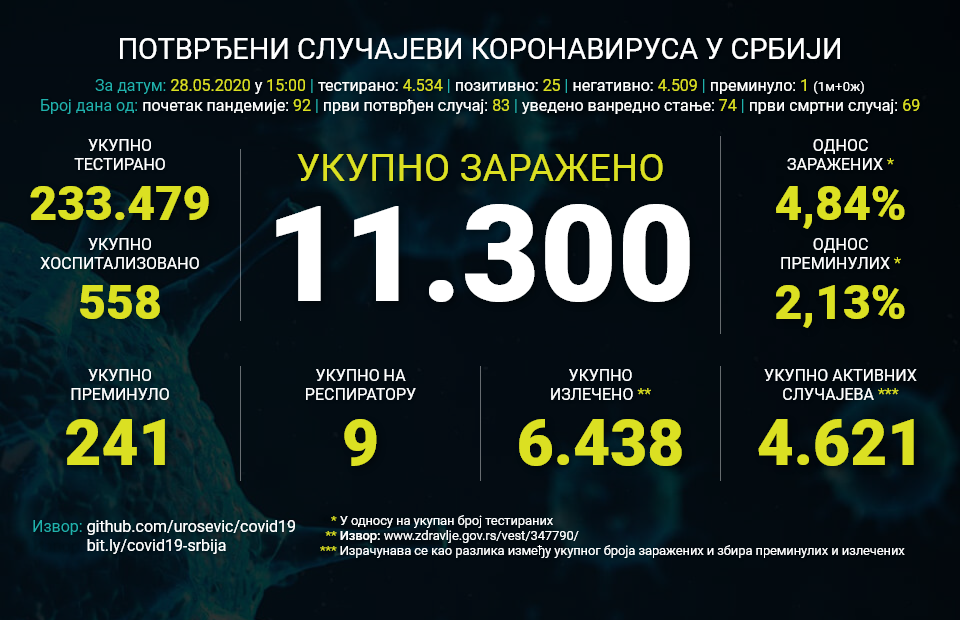 ПОТВРЂЕНИ СЛУЧАЈЕВИ КОРОНАВИРУСА У СРБИЈИ
За датум: 28.05.2020 у 15:00 | тестирано: 4.534 | позитивно: 25 | негативно: 4.509 | преминуло: 1 (1м+0ж)
Број дана од: почетак пандемије: 92 | први потврђен случај: 83 | уведено ванредно стање: 74 | први смртни случај: 69
УКУПНО
ТЕСТИРАНО
233.479
УКУПНО
ХОСПИТАЛИЗОВАНО
558
УКУПНО ЗАРАЖЕНО
11.300
ОДНОС
ЗАРАЖЕНИХ *
4,84%
ОДНОС
ПРЕМИНУЛИХ *
2,13%
УКУПНО
ПРЕМИНУЛО
241
УКУПНО НА
РЕСПИРАТОРУ
9
УКУПНО
ИЗЛЕЧЕНО **
6.438
УКУПНО АКТИВНИХ
СЛУЧАЈЕВА ***
4.621
Извор: github.com/urosevic/covid19
bit.ly/covid19-srbija
* У односу на укупан број тестираних
** Извор: www.zdravlje.gov.rs/vest/347790/
*** Израчунава се као разлика између укупног броја заражених и збира преминулих и излечених